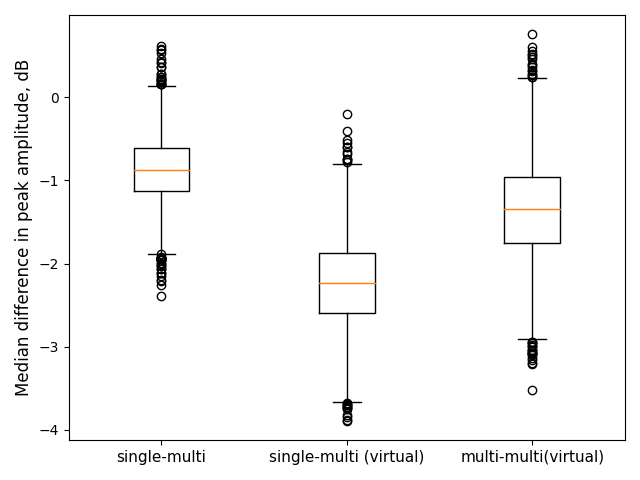 Median difference in peak amplitude, dB
0
−1
−2
−3
−4
single-multi
single-multi (virtual)
multi-multi(virtual)